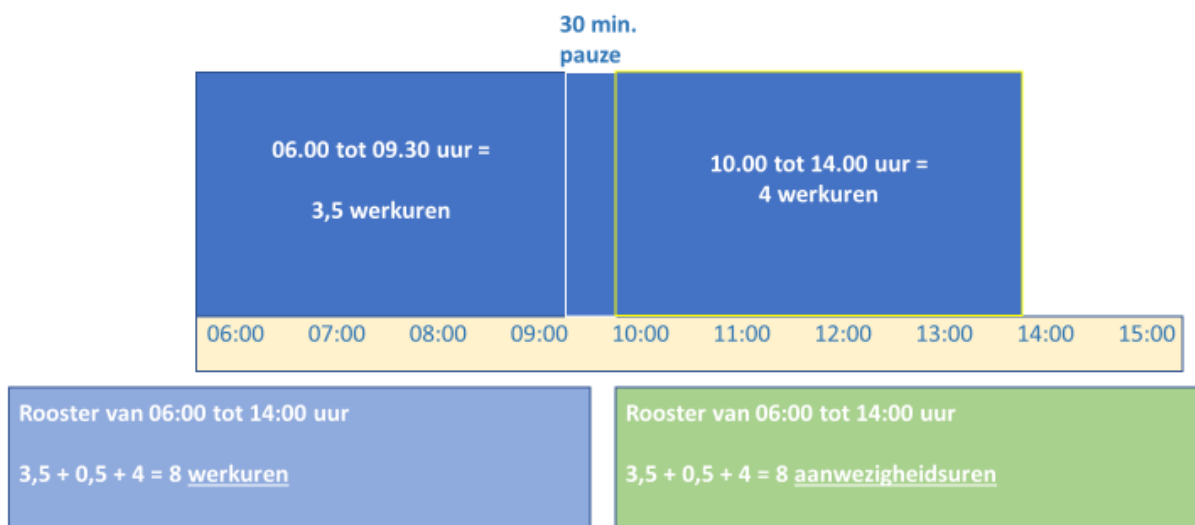 30 min.
pauze
06.00 tot 09.30 uur =
3,5 werkuren
10.00 tot 14.00 uur =
4 werkuren
06:00 07:00 08:00 09:00 10:00 11:00 12:00 13:00 14:00 15:00
Rooster van 06:00 tot 14:00 uur
3,5 + 0,5 + 4 = 8 werkuren
Rooster van 06:00 tot 14:00 uur
3,5 + 0,5 + 4 = 8 aanwezigheidsuren